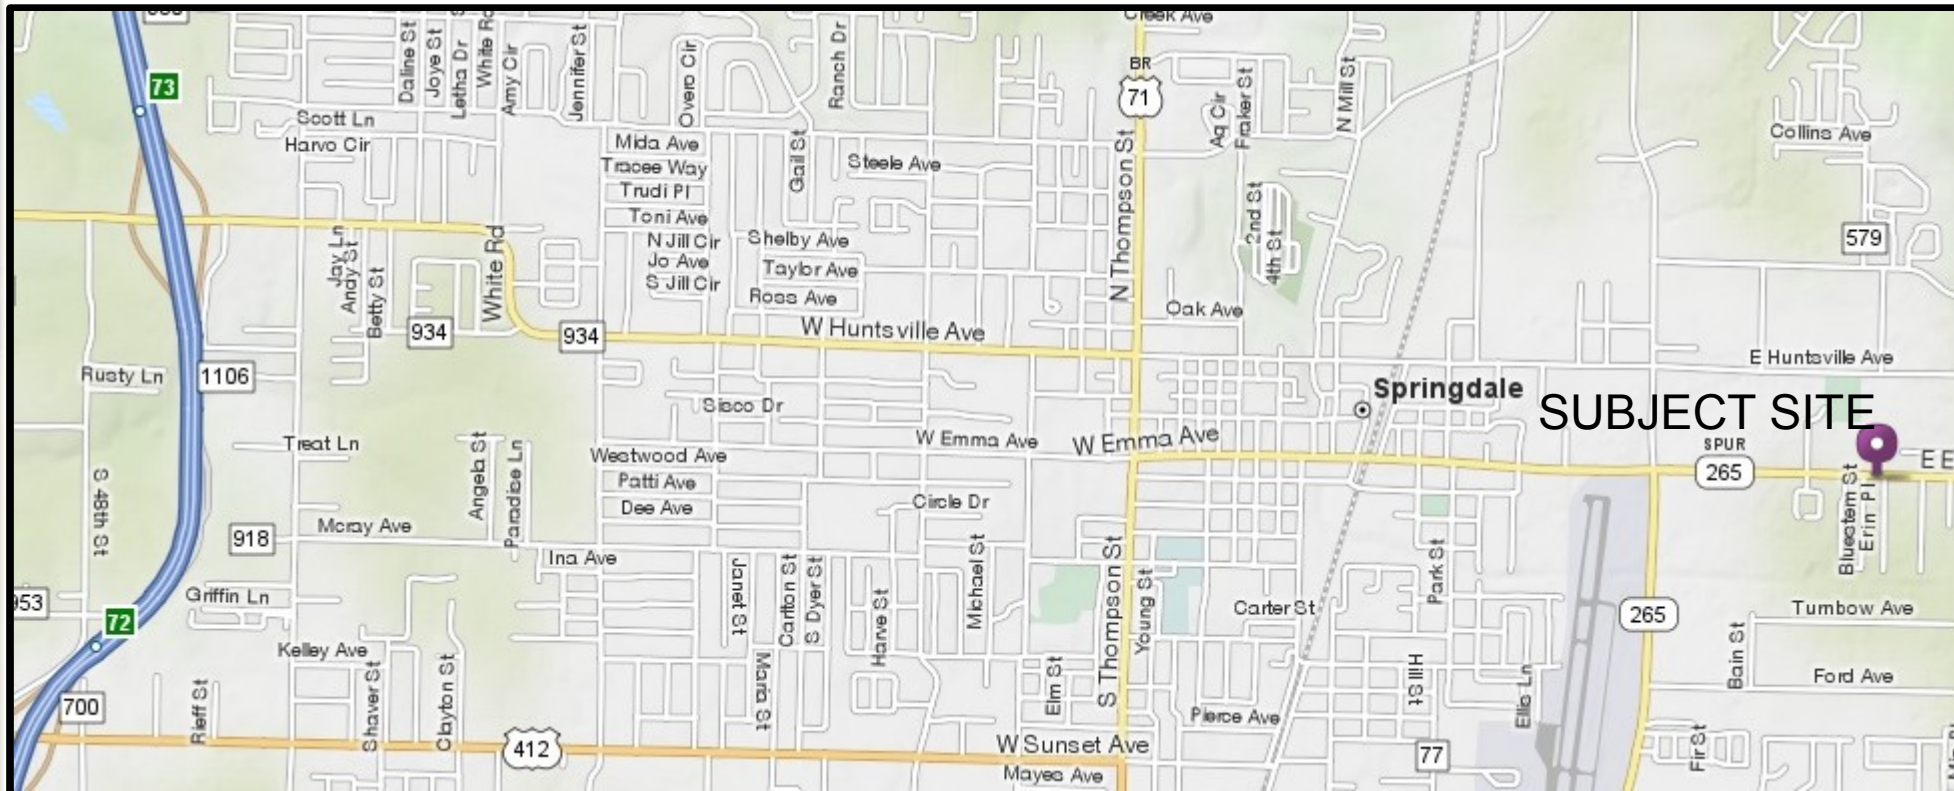 Creek Ave
Daline St
Joye St
Letha Dr
White Rd
Amy Cir
Jennifer St
Overo Cir
Ranch Dr
BR
71
73
Scott Ln
Harvo Cir
Mida Ave
Tracee Way
Trudi Pl
Toni Ave
Gail St
Steele Ave
N Thompson St
Aq Cir
Fraker St
N Mill St
Collins Ave
2nd St
4th St
579
Jay Ln
Andy St
Betty St
White Rd
N Jill Cir
Jo Ave
S Jill Cir
Shelby Ave
Taylor Ave
Ross Ave
Oak Ave
934
934
W Huntsville Ave
E Huntsville Ave
Rusty Ln
1106
Sisco Dr
Springdale
SUBJECT SITE
Treat Ln
Angela St
Paradise Ln
Westwood Ave
W Emma Ave
W Emma Ave
SPUR
265
E E
S 48th St
Patti Ave
Dee Ave
Circle Dr
Bluestem St
Erin Pl
918
Mcray Ave
Ina Ave
Janet St
Carlton St
S Dyer St
Harve St
Michael St
S Thompson St
Young St
Park St
953
Griffin Ln
Carter St
265
Turnbow Ave
72
Kelley Ave
Bain St
Ford Ave
700
Rieff St
Shaver St
Clayton St
Maria St
Elm St
Pierce Ave
Hill St
Ellis Ln
Fir St
412
W Sunset Ave
77
Mayes Ave